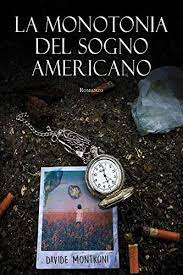 LA MONOTONIA
DEL SOGNO
AMERICANO
Romanzo
DAVIDE MONTRONI